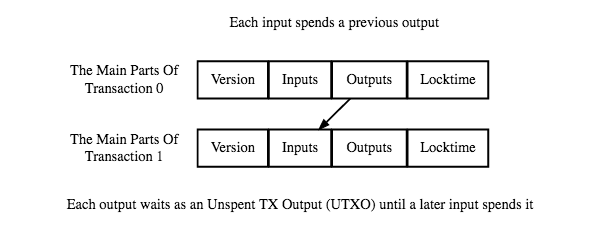 Each input spends a previous output
The Main Parts Of
Transaction 0
Version Inputs Outputs Locktime
The Main Parts Of
Transaction 1
Version Inputs Outputs Locktime
Each output waits as an Unspent TX Output (UTXO) until a later input spends it